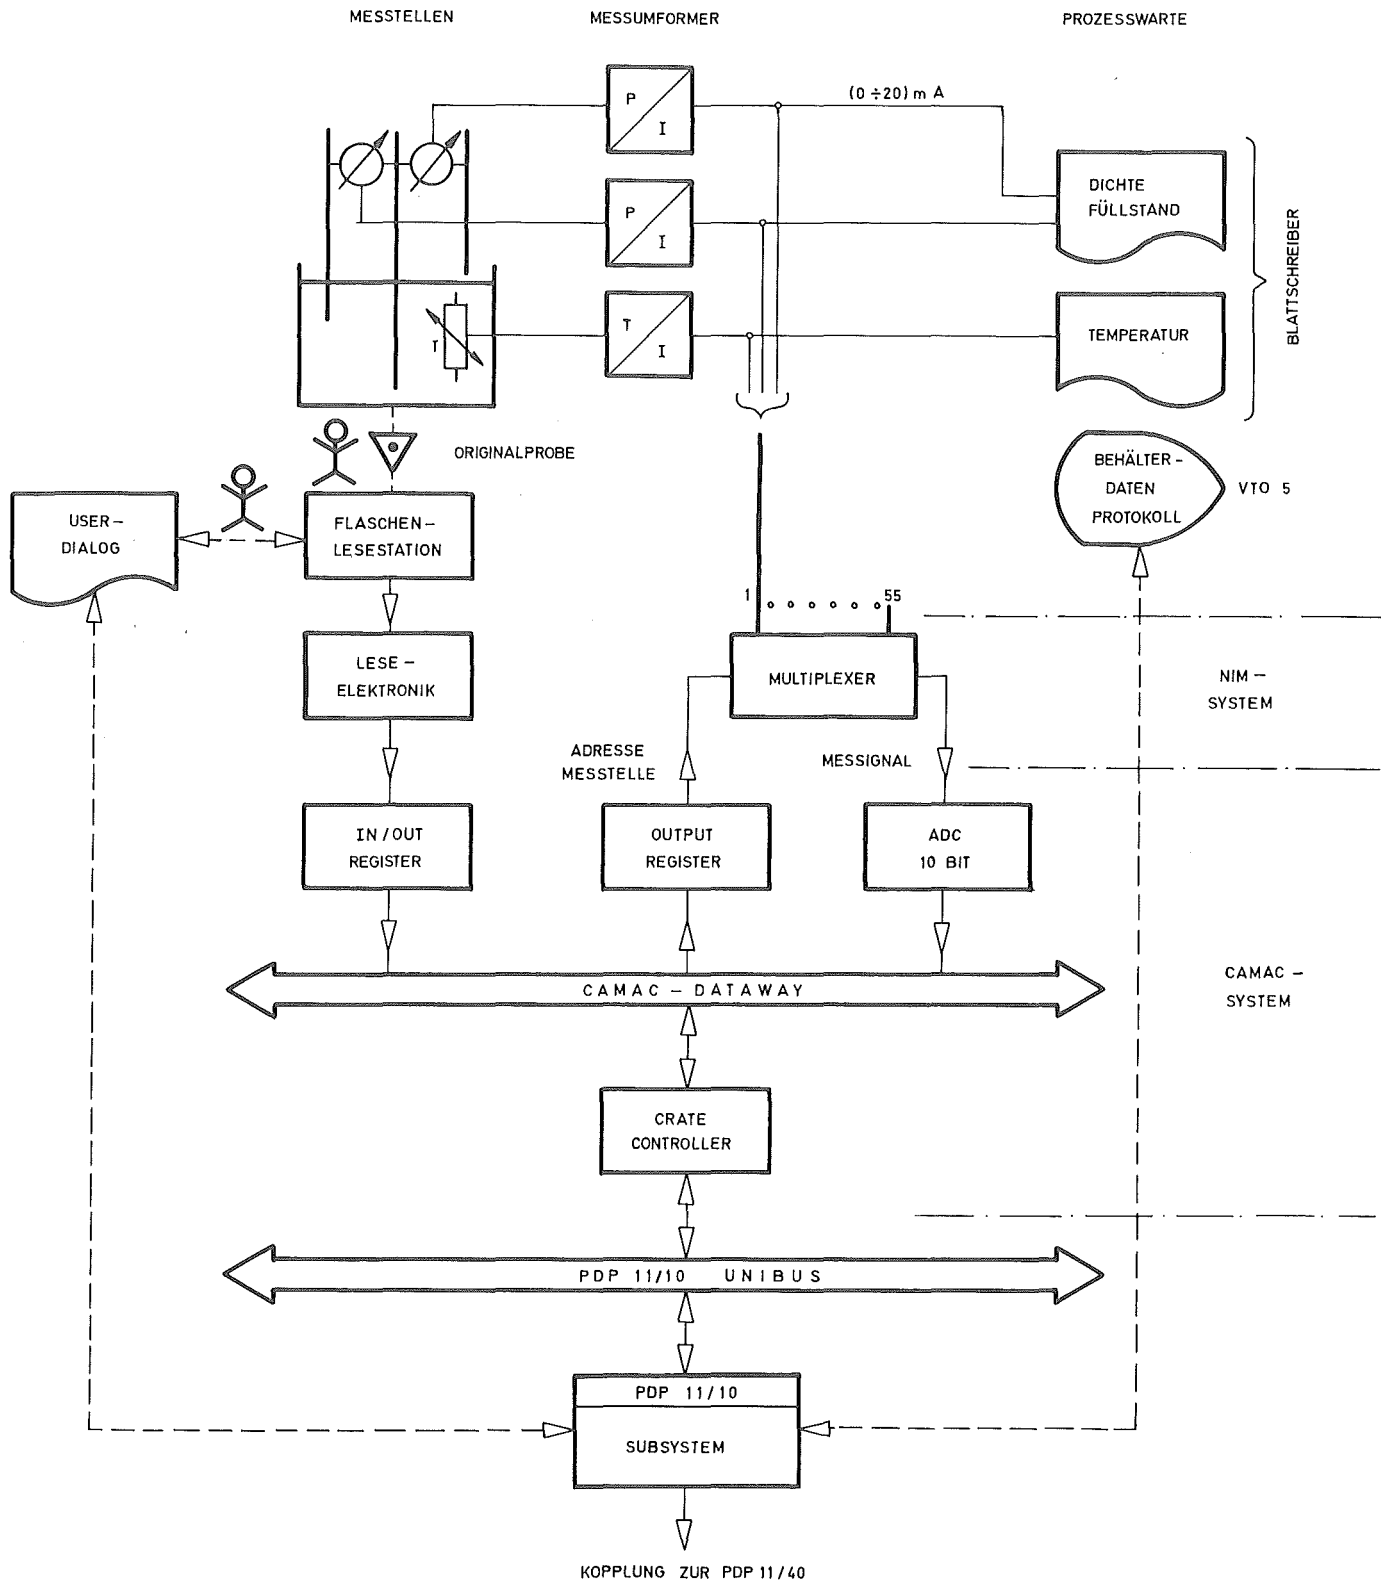 MESSTELLEN
MESSUMFORMER
PROZESSWARTE
P
I
(0÷20) m A
P
I
DICHTE
FÜLLSTAND
BLATTSCHREIBER
T
T
I
TEMPERATUR
ORIGINALPROBE
BEHÄLTER-
DATEN
PROTOKOLL
VTO 5
USER-
DIALOG
FLASCHEN-
LESESTATION
1
55
LESE-
ELEKTRONIK
MULTIPLEXER
NIM-
SYSTEM
ADRESSE
MESSTELLE
MESSIGNAL
IN/OUT
REGISTER
OUTPUT
REGISTER
ADC
10 BIT
CAMAC-DATAWAY
CAMAC-
SYSTEM
CRATE
CONTROLLER
PDP 11/10 UNIBUS
PDP 11/10
SUBSYSTEM
KOPPLUNG ZUR PDP 11/40